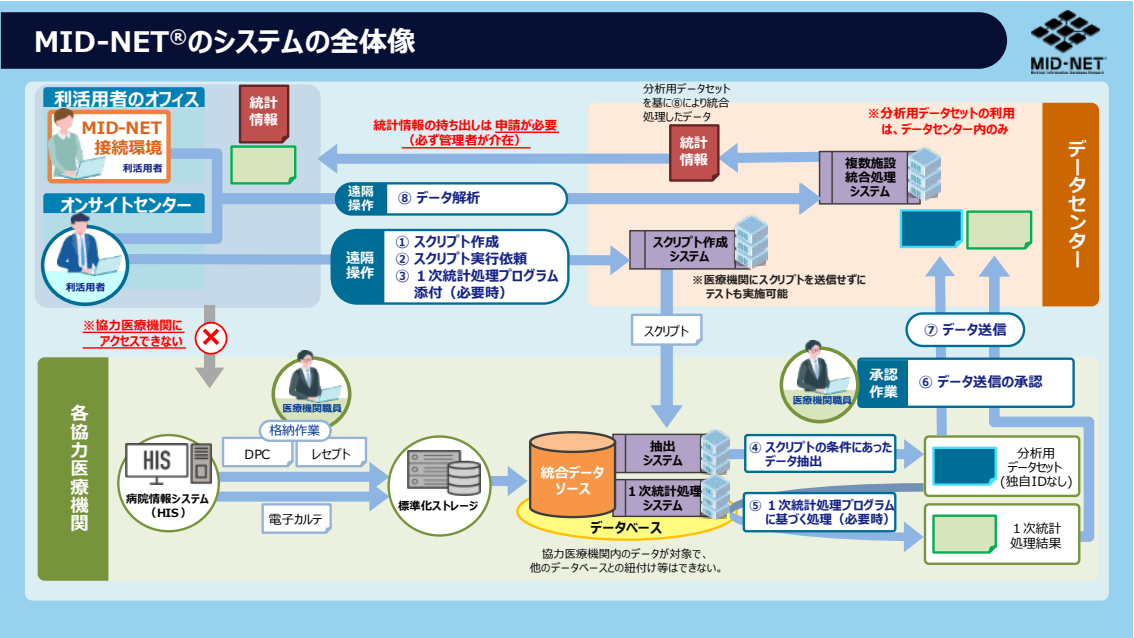 MID-NET®のシステムの全体像
MID-NET®
Medical Information Database Network
利活用者のオフィス
MID-NET
接続環境
利活用者
オンサイトセンター
利活用者
統計
情報
統計情報の持ち出しは 申請が必要
（必ず管理者が介在）
分析用データセット
を基に⑧により統合
処理したデータ
統計
情報
※分析用データセットの利用
は、データセンター内のみ
複数施設
統合処理
システム
データセンター
遠隔
操作
⑧ データ解析
遠隔
操作
① スクリプト作成
② スクリプト実行依頼
③ １次統計処理プログラム
添付（必要時）
スクリプト作成
システム
※医療機関にスクリプトを送信せずに
テストも実施可能
※協力医療機関に
アクセスできない
スクリプト
⑦ データ送信
各協力医療機関
医療機関職員
格納作業
DPC
レセプト
HIS
病院情報システム
（HIS）
電子カルテ
標準化ストレージ
統合データ
ソース
抽出
システム
１次統計処理
システム
データベース
協力医療機関内のデータが対象で、
他のデータベースとの紐付け等はできない。
医療機関職員
承認
作業
⑥ データ送信の承認
④ スクリプトの条件にあった
データ抽出
⑤ １次統計処理プログラム
に基づく処理（必要時）
分析用
データセット
(独自IDなし)
１次統計
処理結果